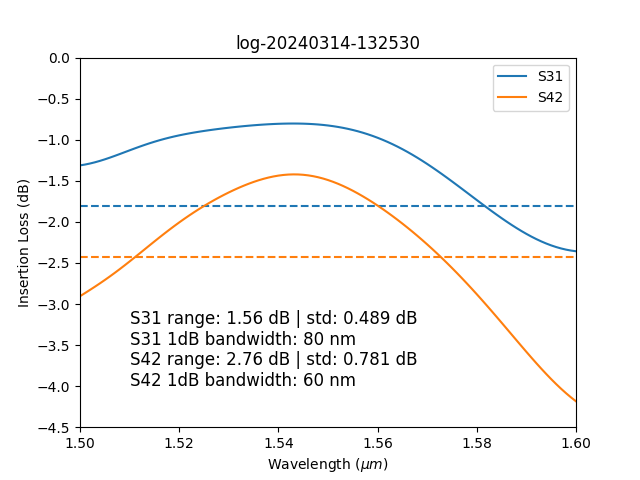 log-20240314-132530
0.0
−0.5
−1.0
−1.5
−2.0
−2.5
−3.0
−3.5
−4.0
−4.5
Insertion Loss (dB)
S31
S42
S31 range: 1.56 dB | std: 0.489 dB
S31 1dB bandwidth: 80 nm
S42 range: 2.76 dB | std: 0.781 dB
S42 1dB bandwidth: 60 nm
1.50 1.52 1.54 1.56 1.58 1.60
Wavelength (μm)